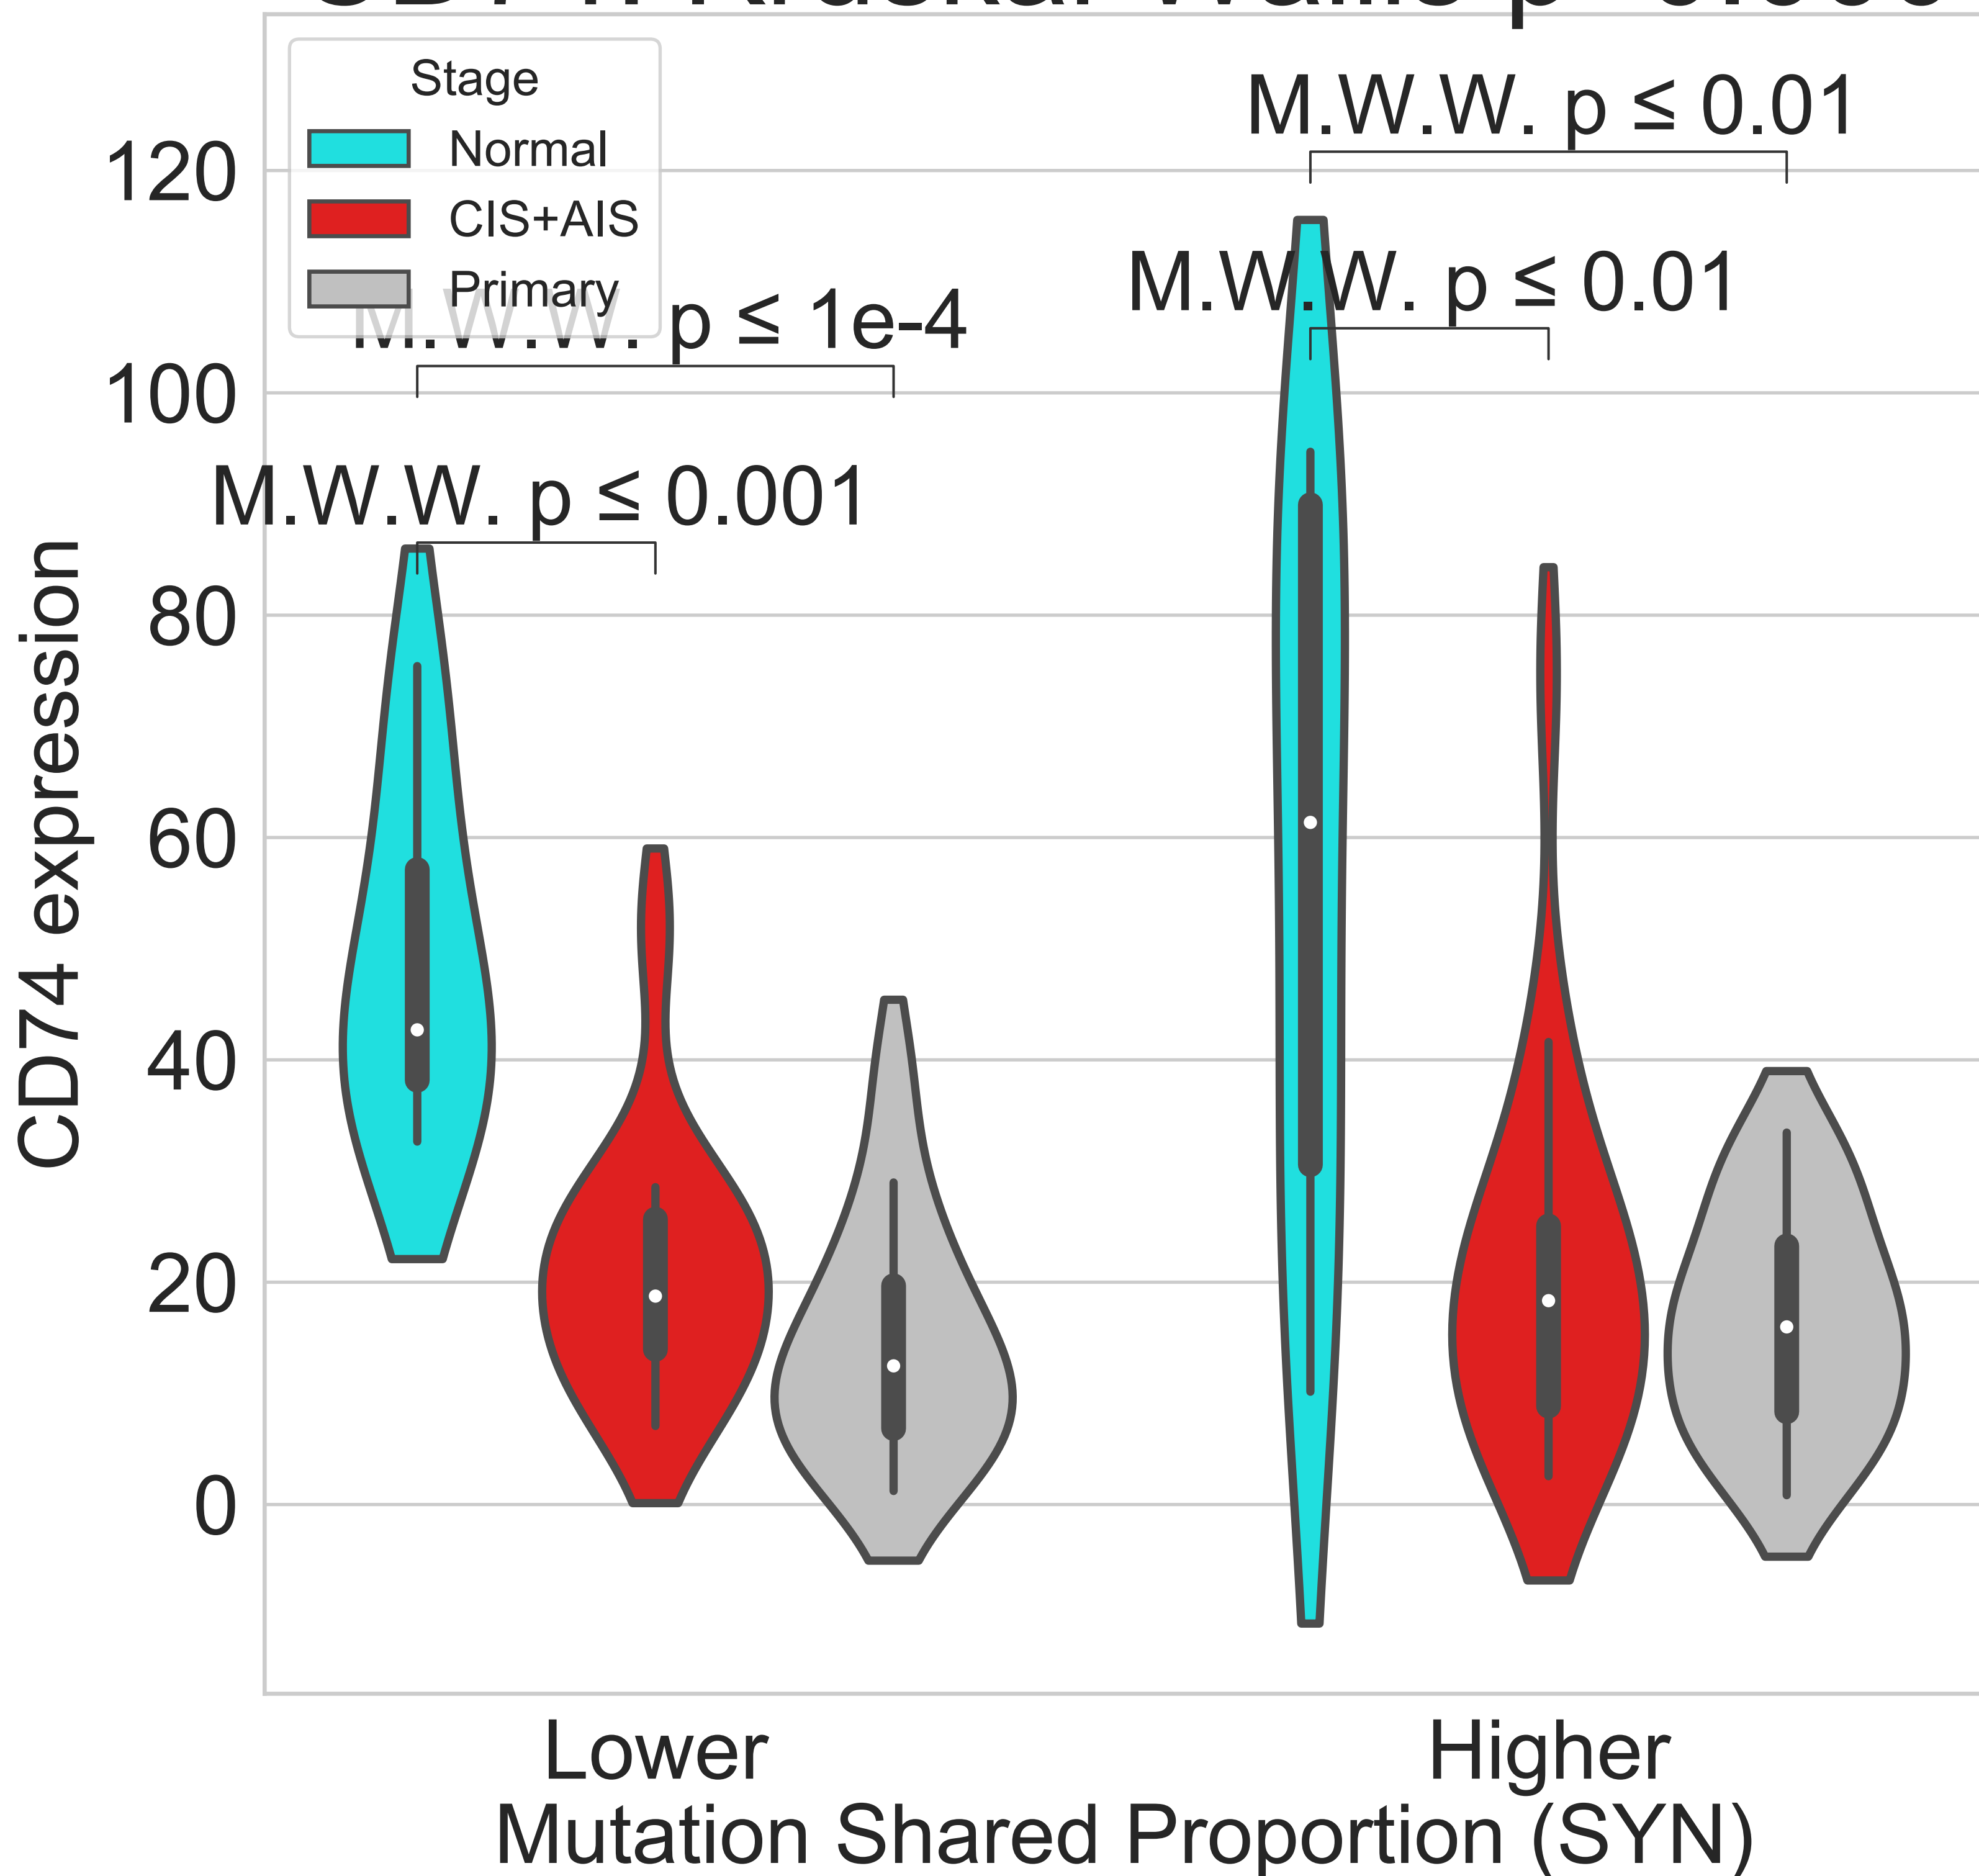 Stage
Normal
CIS+AIS
Primary
M.W.W. p ≤ 0.01
M.W.W. p ≤ 0.01
M.W.W. p ≤ 1e-4
M.W.W. p ≤ 0.001
120
100
80
60
40
20
0
CD74 expression
Lower
Higher
Mutation Shared Proportion (SYN)